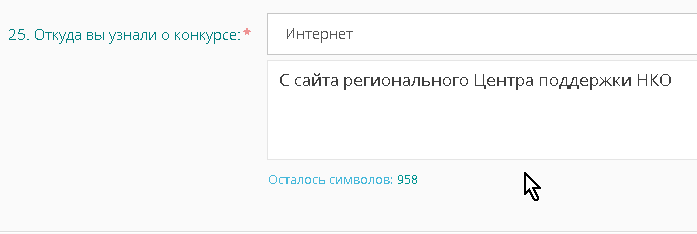 25. Откуда вы узнали о конкурсе:*
Интернет
С сайта регионального Центра поддержки НКО
Осталось символов: 958